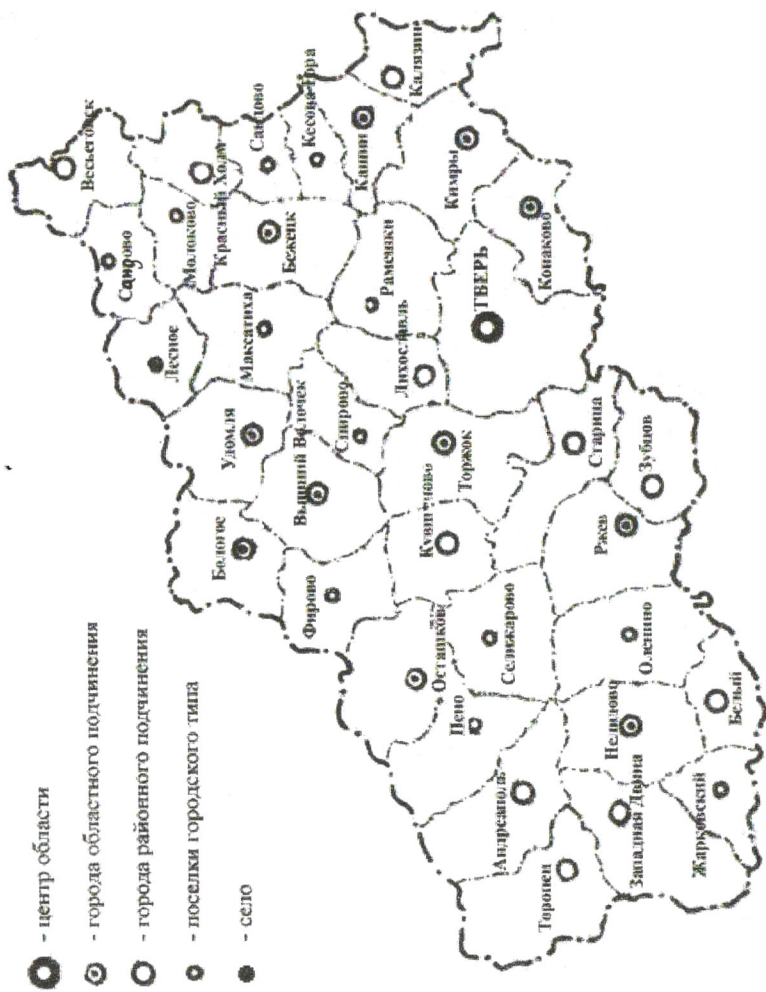 - центр области
- города областного подчинения
- города районного подчинения
- поселки городского типа
- село
Весьегонск
Сандово
Молоково
Красный Холм
Сандово
Кесова Гора
Лесное
Максатиха
Бежецк
Кашин
Калязин
Удомля
Вышний Волочек
Спирово
Рамешки
Лихославль
Кимры
Бологое
Фирово
Кувшиново
Торжок
ТВЕРЬ
Конаково
Осташков
Пено
Селижарово
Старица
Зубцов
Ржев
Андреаполь
Торопец
Западная Двина
Нелидово
Оленино
Белый
Жарковский